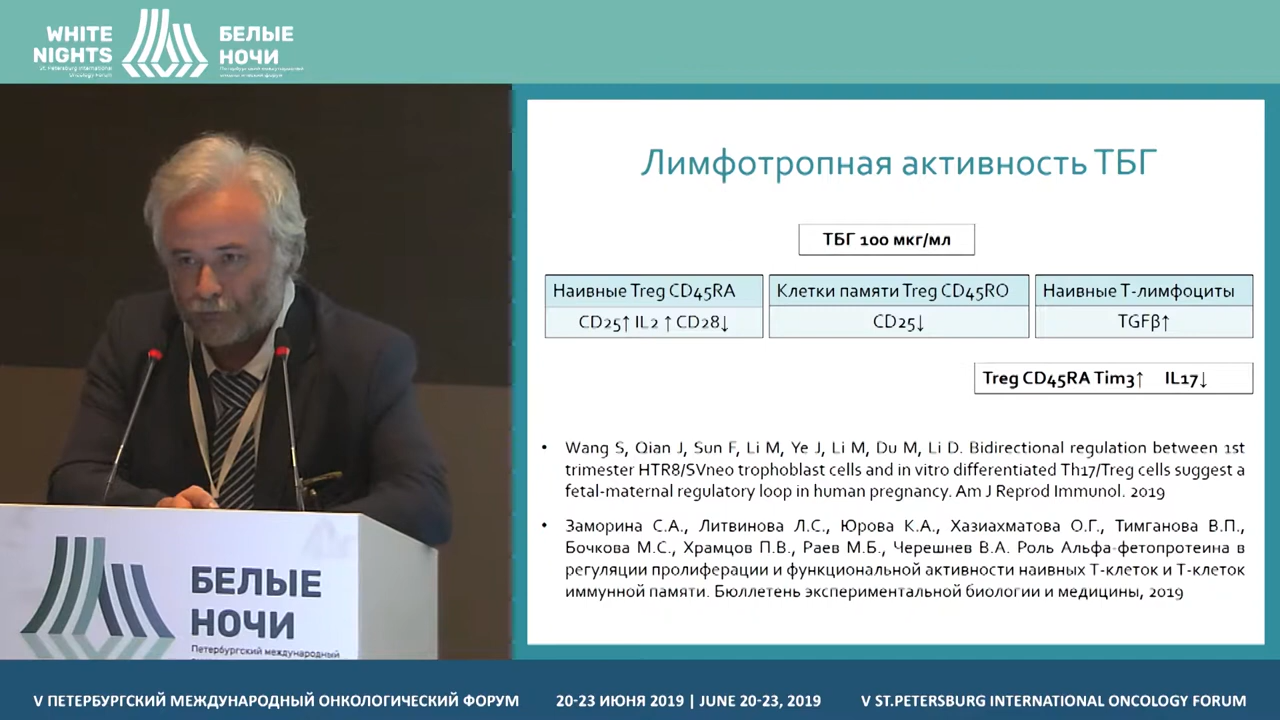 WHITE
NIGHTS
St. Petersburg International
Oncology Forum
БЕЛЫЕ
НОЧИ
Петербургский международный
онкологический форум
Лимфотропная активность ТБГ
ТБГ 100 мкг/мл
Наивные Treg CD45RA
Клетки памяти Treg CD45RO
Наивные Т-лимфоциты
CD25↑ IL2 ↑ CD28↓
CD25↓
TGFβ↑
Treg CD45RA Tim3↑ IL17↓
• Wang S, Qian J, Sun F, Li M, Ye J, Li M, Du M, Li D. Bidirectional regulation between 1st
trimester HTR8/SVneo trophoblast cells and in vitro differentiated Th17/Treg cells suggest a
fetal-maternal regulatory loop in human pregnancy. Am J Reprod Immunol. 2019
• Заморина С.А., Литвинова Л.С., Юрова К.А., Хазиахматова О.Г., Тимганова В.П.,
Бочкова М.С., Храмцов П.В., Раев М.Б., Черешнев В.А. Роль Альфа-фетопротеина в
регуляции пролиферации и функциональной активности наивных Т-клеток и Т-клеток
иммунной памяти. Бюллетень экспериментальной биологии и медицины, 2019
БЕЛЫЕ
НОЧИ
Петербургский международный
V ПЕТЕРБУРГСКИЙ МЕЖДУНАРОДНЫЙ ОНКОЛОГИЧЕСКИЙ ФОРУМ
20-23 ИЮНЯ 2019 | JUNE 20-23, 2019
V ST.PETERSBURG INTERNATIONAL ONCOLOGY FORUM